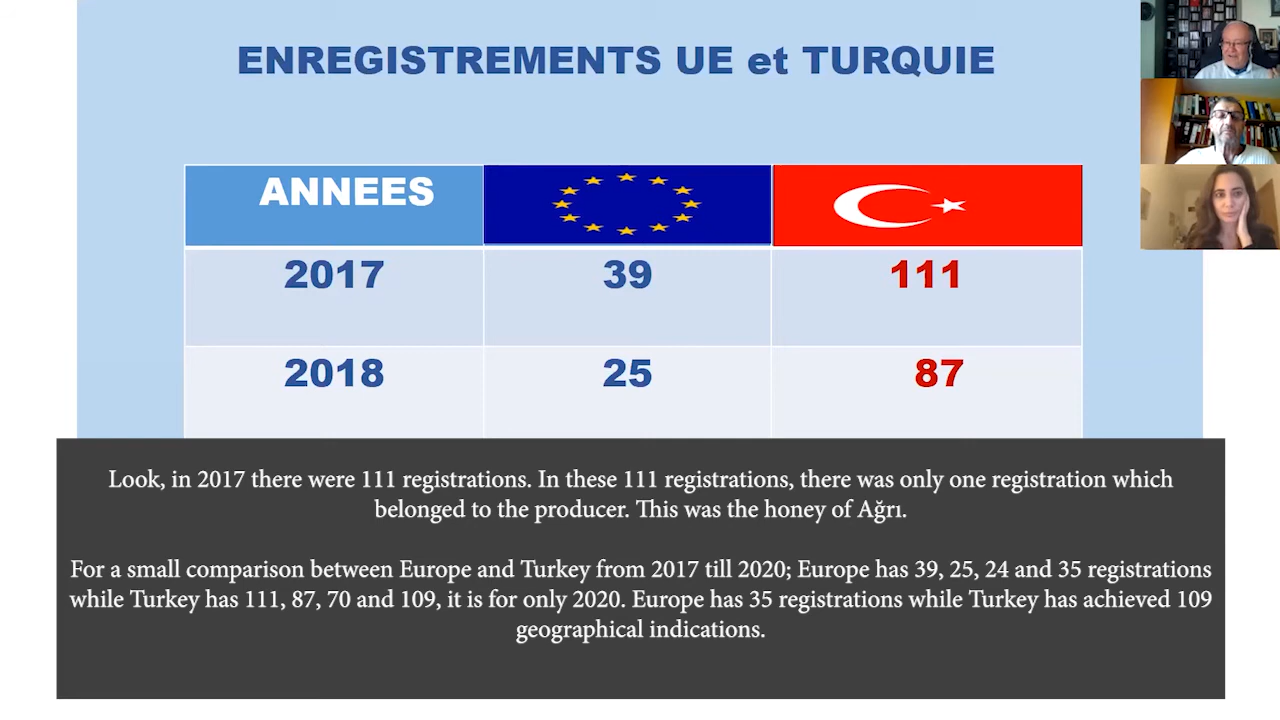 ENREGISTREMENTS UE et TURQUIE
ANNEES
2017 39 111
2018 25 87
Look, in 2017 there were 111 registrations. In these 111 registrations, there was only one registration which
belonged to the producer. This was the honey of Ağrı.
For a small comparison between Europe and Turkey from 2017 till 2020; Europe has 39, 25, 24 and 35 registrations
while Turkey has 111, 87, 70 and 109, it is for only 2020. Europe has 35 registrations while Turkey has achieved 109
geographical indications.